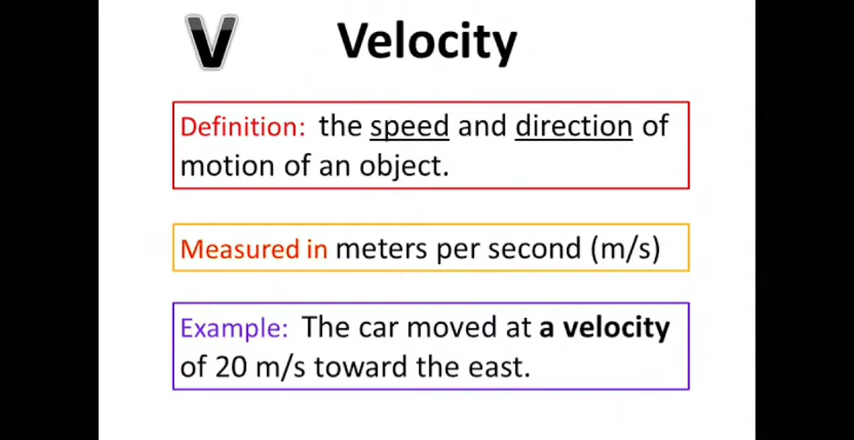 V Velocity
Definition: the speed and direction of
motion of an object.
Measured in meters per second (m/s)
Example: The car moved at a velocity
of 20 m/s toward the east.